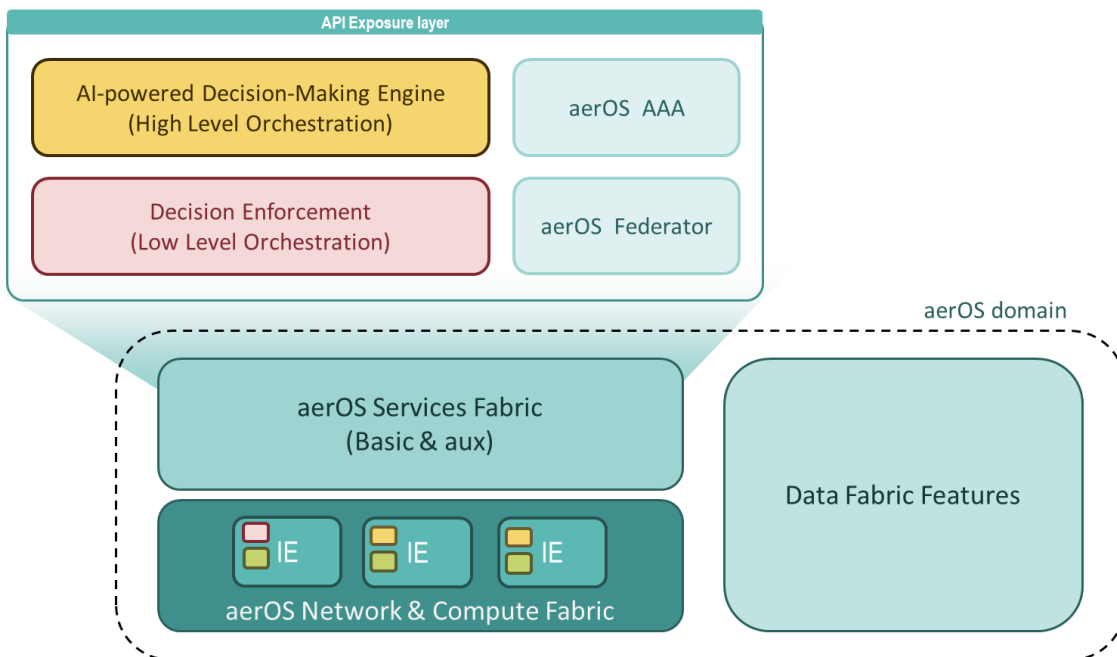 API Exposure layer
AI-powered Decision-Making Engine
(High Level Orchestration)
aerOS AAA
Decision Enforcement
(Low Level Orchestration)
aerOS Federator
aerOS domain
aerOS Services Fabric
(Basic & aux)
Data Fabric Features
IE
IE
IE
aerOS Network & Compute Fabric